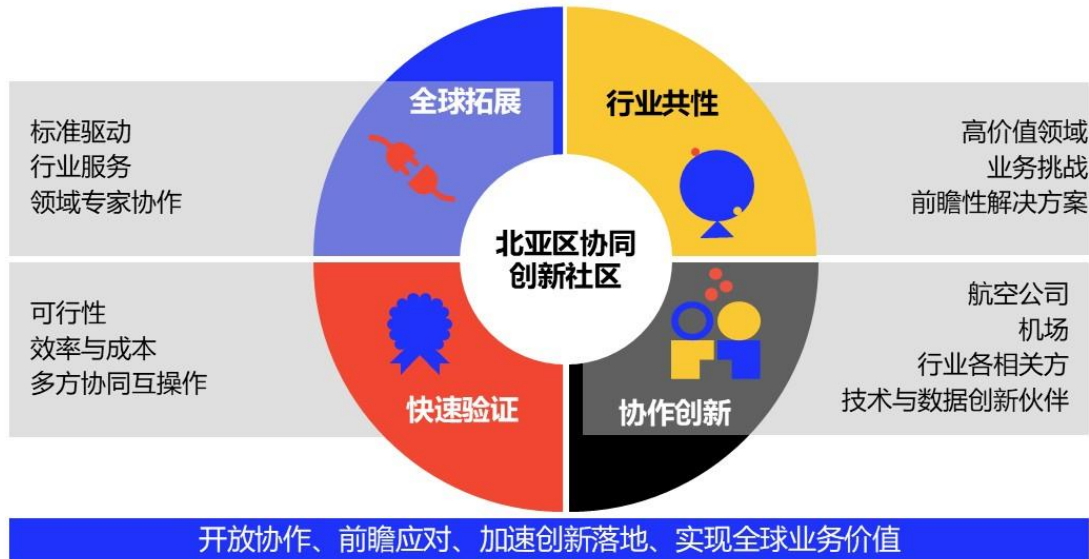 全球拓展
标准驱动
行业服务
领域专家协作
行业共性
高价值领域
业务挑战
前瞻性解决方案
北亚区协同
创新社区
可行性
效率与成本
多方协同互操作
快速验证
航空公司
机场
行业各相关方
技术与数据创新伙伴
协作创新
开放协作、前瞻应对、加速创新落地、实现全球业务价值